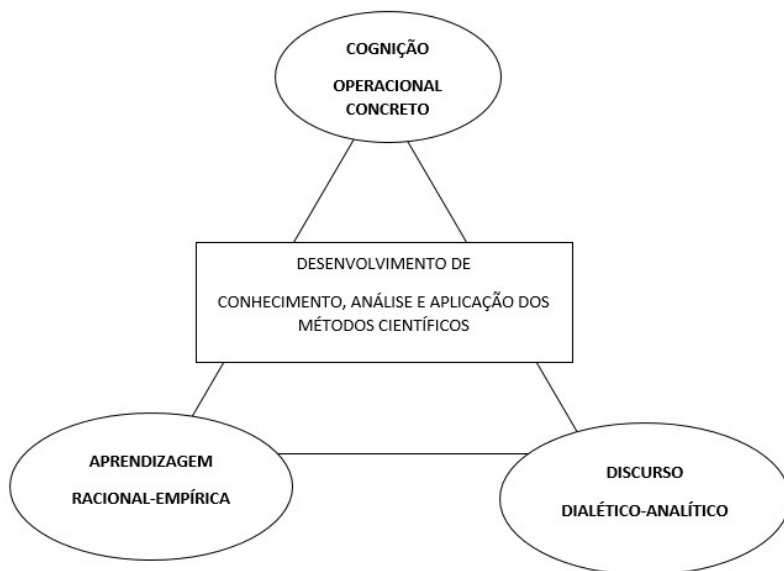 COGNIÇÃO
OPERACIONAL
CONCRETO
DESENVOLVIMENTO DE
CONHECIMENTO, ANÁLISE E APLICAÇÃO DOS
MÉTODOS CIENTÍFICOS
APRENDIZAGEM
RACIONAL-EMPÍRICA
DISCURSO
DIALÉTICO-ANALÍTICO